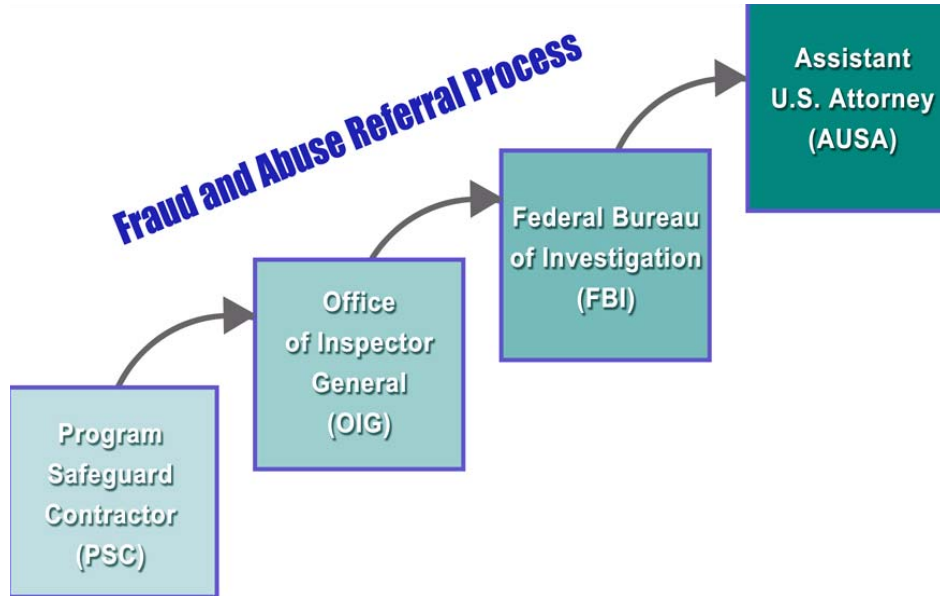 Fraud and Abuse Referral Process
Program
Safeguard
Contractor
(PSC)
Office
of Inspector
General
(OIG)
Federal Bureau
of Investigation
(FBI)
Assistant
U.S. Attorney
(AUSA)